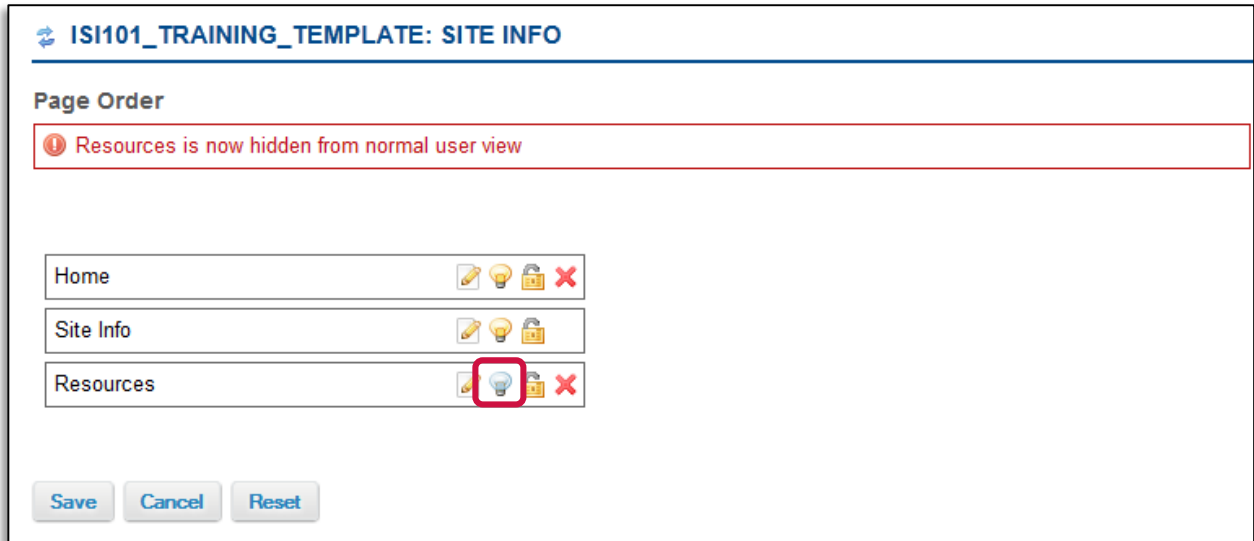 ISI101_TRAINING_TEMPLATE: SITE INFO
Page Order
Resources is now hidden from normal user view
Home
Site Info
Resources
Save Cancel Reset